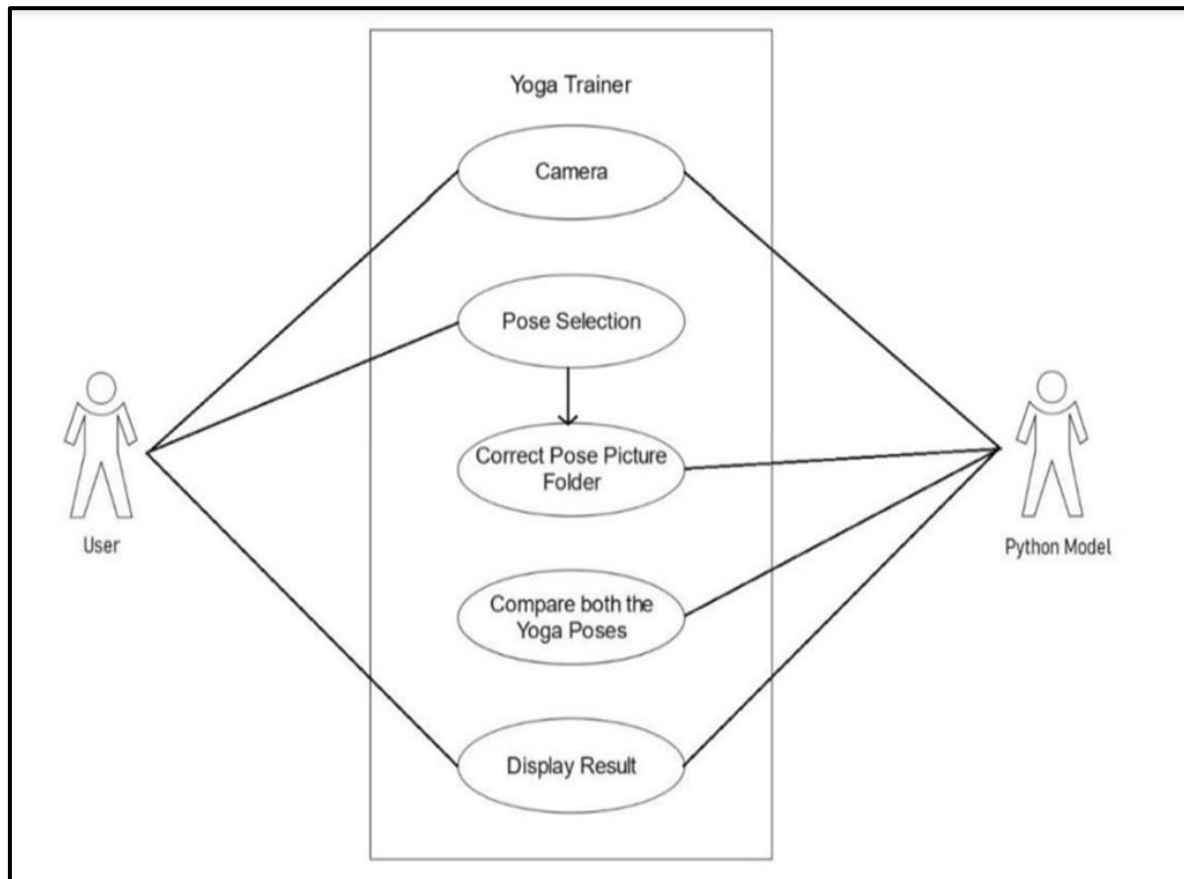 Yoga Trainer
Camera
Pose Selection
Correct Pose Picture
Folder
User
Python Model
Compare both the
Yoga Poses
Display Result